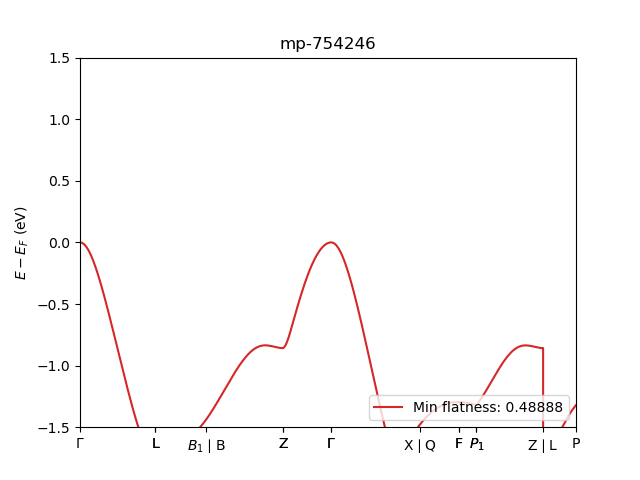 mp-754246
E − E_F (eV)
1.5
1.0
0.5
0.0
−0.5
−1.0
−1.5
Min flatness: 0.48888
Γ L B₁ | B Z Γ X | Q F P₁ Z | L P